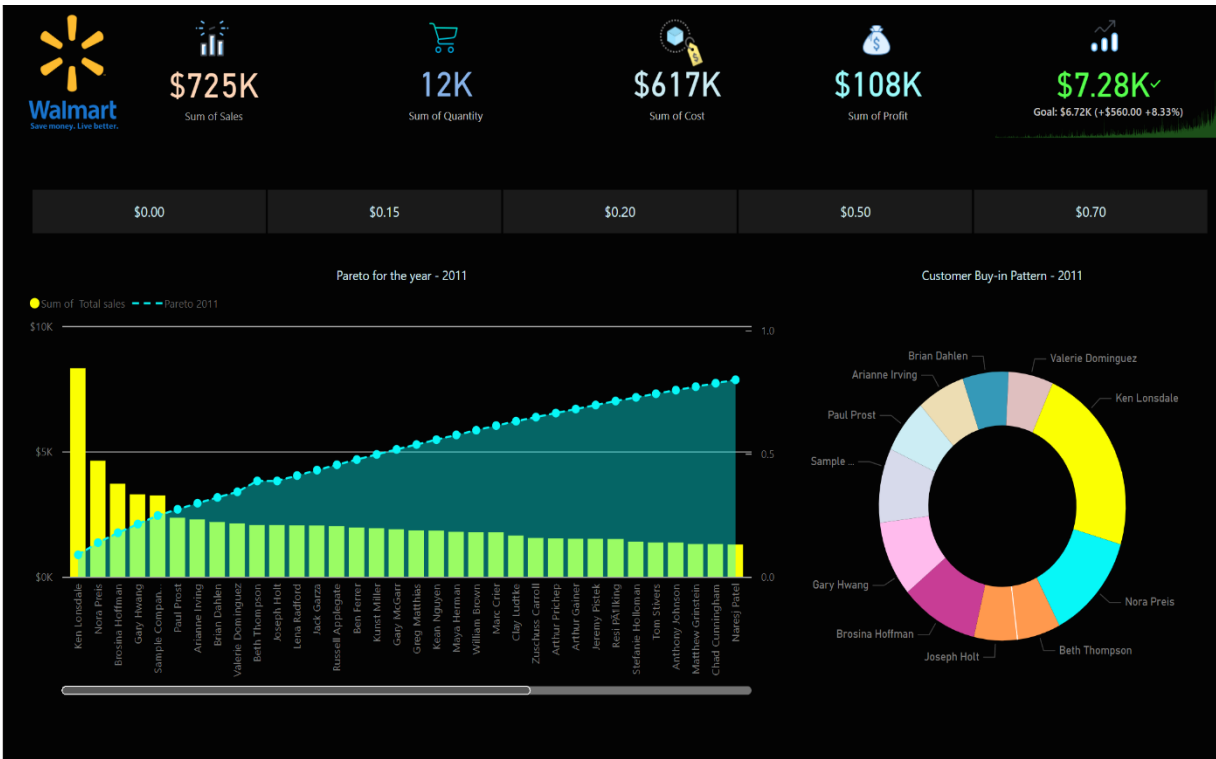 Walmart
Save money. Live better.
$725K
Sum of Sales
12K
Sum of Quantity
$617K
Sum of Cost
$108K
Sum of Profit
$7.28K
Goal: $6.72K (+$560.00 +8.33%)
$0.00
$0.15
$0.20
$0.50
$0.70
Pareto for the year - 2011
Sum of Total sales
Pareto 2011
$10K
$5K
$0K
1.0
0.5
0.0
Ken Lonsdale
Nora Preis
Brosina Hoffman
Gary Hwang
Sample Compan...
Paul Prost
Arianne Irving
Brian Dahlen
Valerie Dominguez
Beth Thompson
Joseph Holt
Lena Radford
Jack Garza
Russell Applegate
Ben Ferrer
Kunst Miller
Gary McGarr
Greg Matthias
Kean Nguyen
Maya Herman
William Brown
Marc Crier
Clay Ludtke
Zuschuss Carroll
Arthur Prichep
Arthur Gainer
Jeremy Pistek
Resi PÃ¶lking
Stefanie Holloman
Tom Stivers
Anthony Johnson
Matthew Grinstein
Chad Cunningham
Naresj Patel
Customer Buy-in Pattern - 2011
Brian Dahlen
Valerie Dominguez
Arianne Irving
Ken Lonsdale
Paul Prost
Sample ...
Gary Hwang
Nora Preis
Brosina Hoffman
Joseph Holt
Beth Thompson